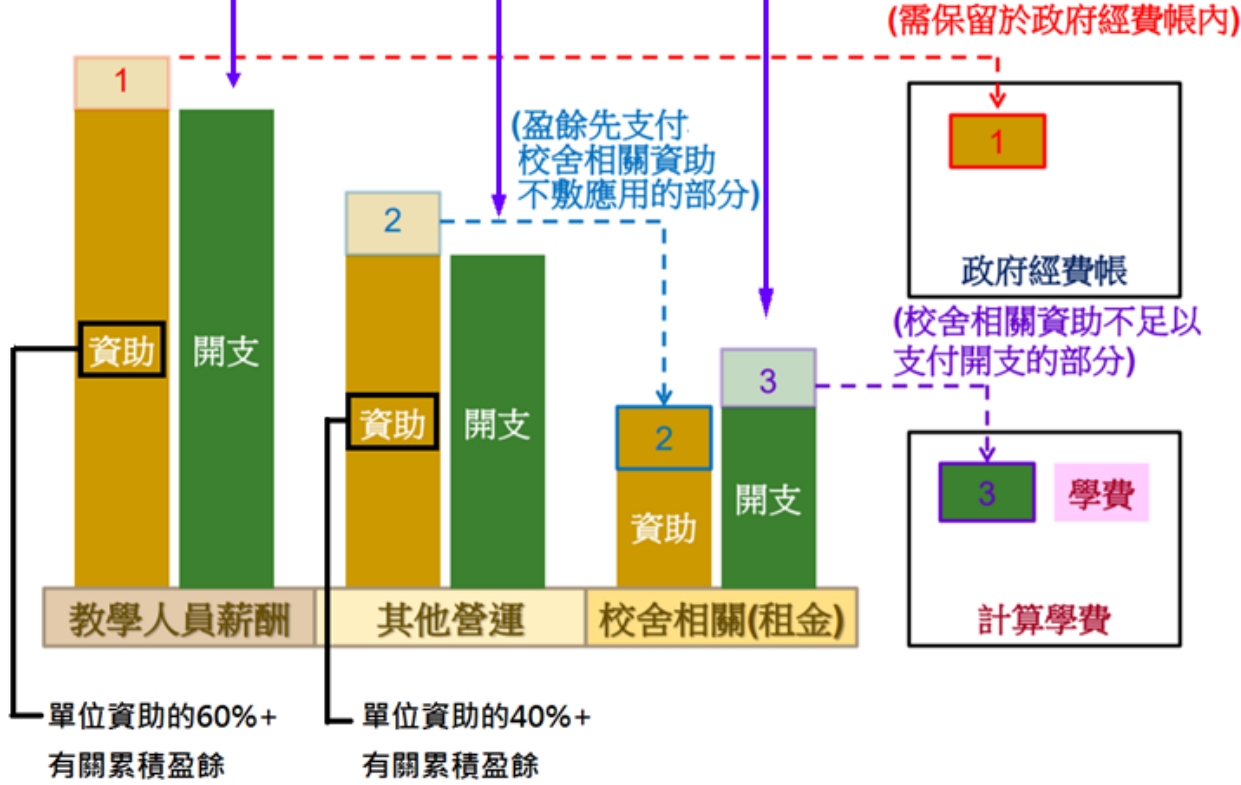 (需保留於政府經費帳內)
1
1
(盈餘先支付
校舍相關資助
不敷應用的部分)
2
政府經費帳
(校舍相關資助不足以
支付開支的部分)
資助
開支
資助
開支
3
2
資助
開支
3
學費
教學人員薪酬
其他營運
校舍相關(租金)
計算學費
單位資助的60%+
有關累積盈餘
單位資助的40%+
有關累積盈餘